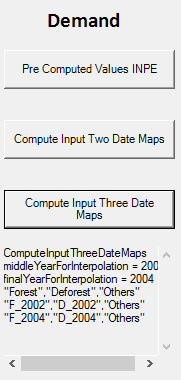 Demand
Pre Computed Values INPE
Compute Input Two Date Maps
Compute Input Three Date
Maps
ComputeInputThreeDateMaps
middleYearForInterpolation = 200
finalYearForInterpolation = 2004
"Forest","Deforest","Others"
"F_2002","D_2002","Others"
"F_2004","D_2004","Others"